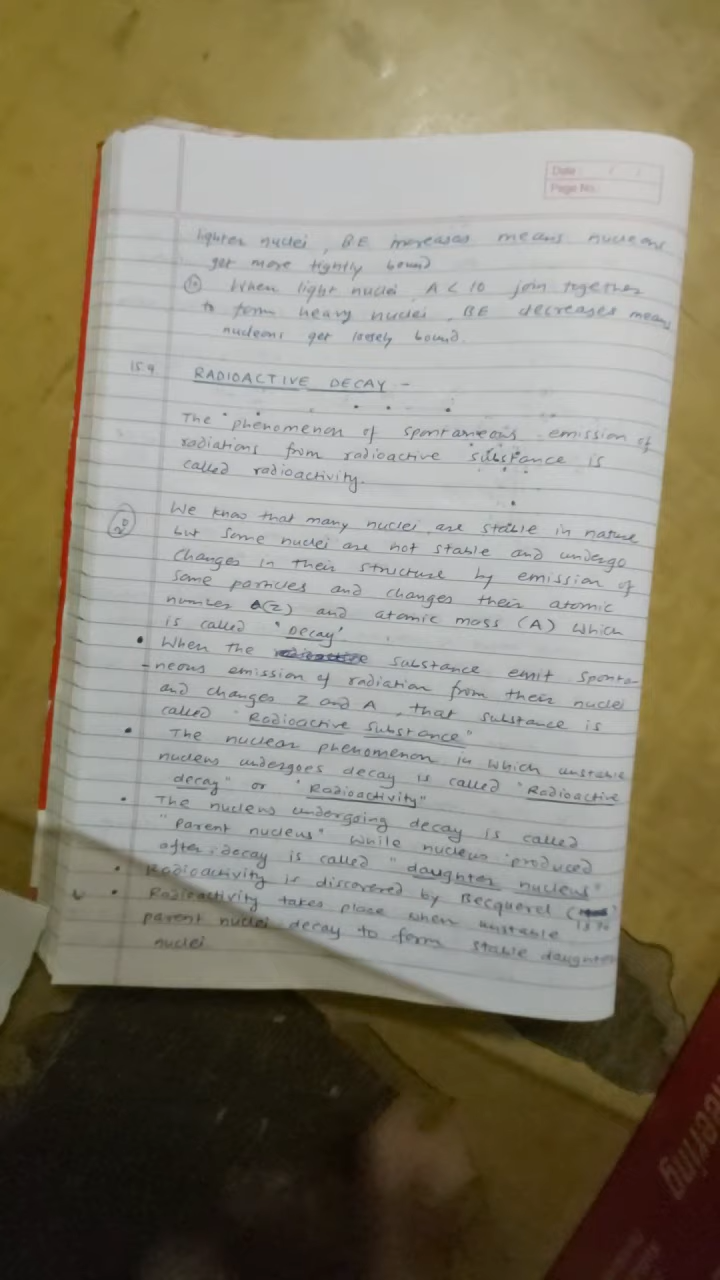 Date :
Page No.:
lighter nuclei, BE increases means nucleons
get more tightly bound
When light nuclei, A < 10 join together
to form heavy nuclei, BE decreases means
nucleons get loosely bound.
15.9 RADIOACTIVE DECAY -
The phenomenon of spontaneous emission of
radiations from radioactive substance is
called radioactivity.
We know that many nuclei are stable in nature
but some nuclei are not stable and undergo
changes in their structure by emission of
some particles and changes their atomic
number (Z) and atomic mass (A) which
is called 'Decay'
• When the substance emit sponta-
-neous emission of radiation from their nuclei
and changes Z and A, that substance is
called "Radioactive Substance"
• The nuclear phenomenon in which unstable
nucleus undergoes decay is called "Radioactive
decay" or "Radioactivity"
• The nucleus undergoing decay is called
"Parent nucleus" while nucleus produced
after decay is called "daughter nucleus"
• Radioactivity is discovered by Becquerel
• Radioactivity takes place when unstable
parent nuclei decay to form stable daughter
nuclei
neering